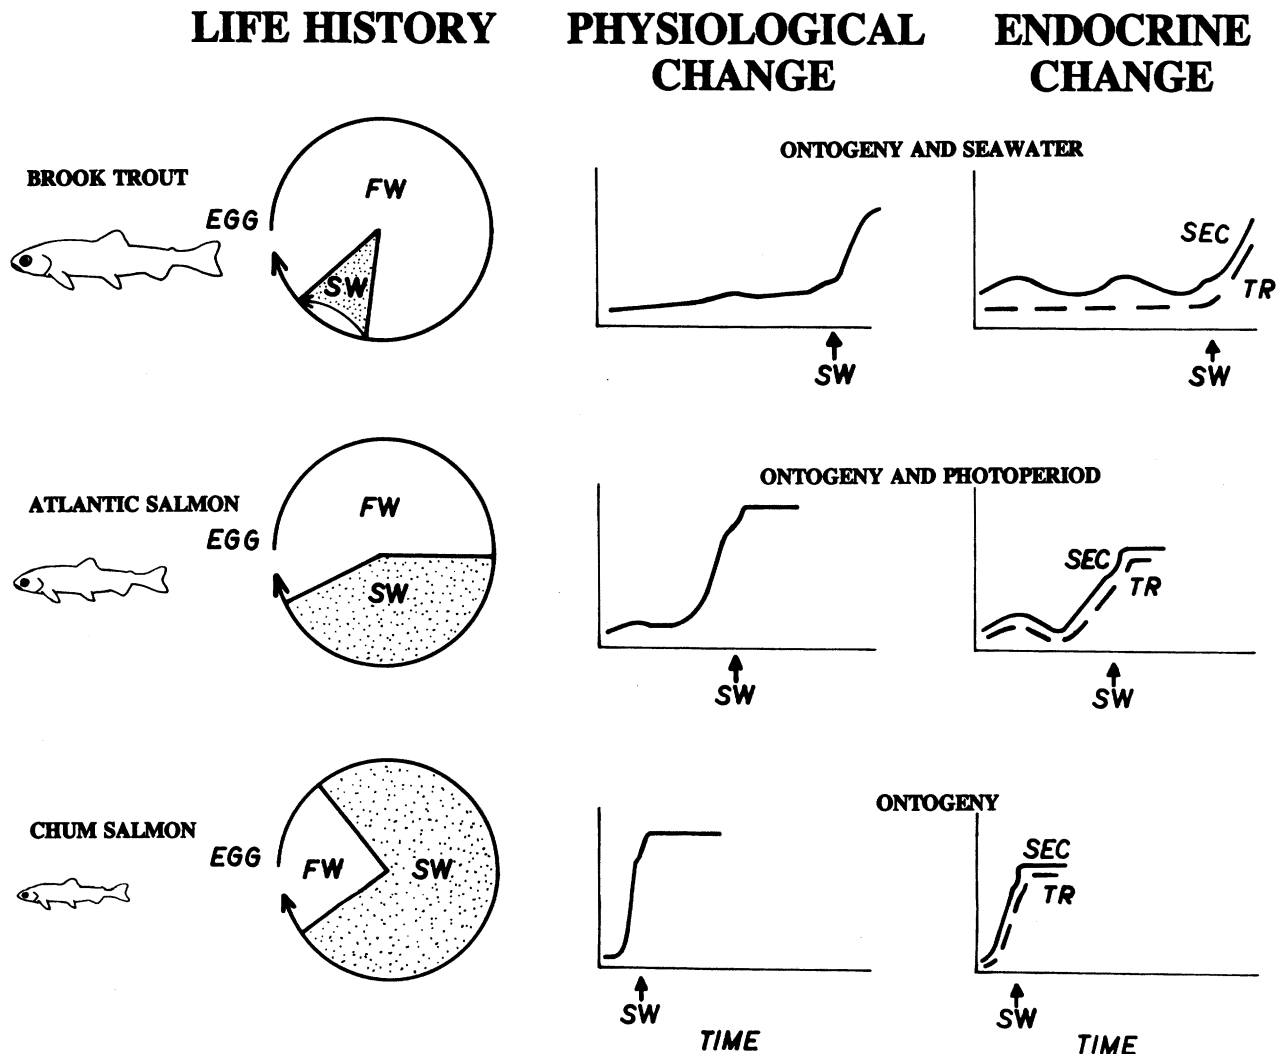 LIFE HISTORY
PHYSIOLOGICAL
CHANGE
ENDOCRINE
CHANGE
ONTOGENY AND SEAWATER
BROOK TROUT
EGG
FW
SW
SW
SEC
TR
SW
ONTOGENY AND PHOTOPERIOD
ATLANTIC SALMON
EGG
FW
SW
SW
SEC
TR
SW
ONTOGENY
CHUM SALMON
EGG
FW
SW
SW
TIME
SEC
TR
SW
TIME